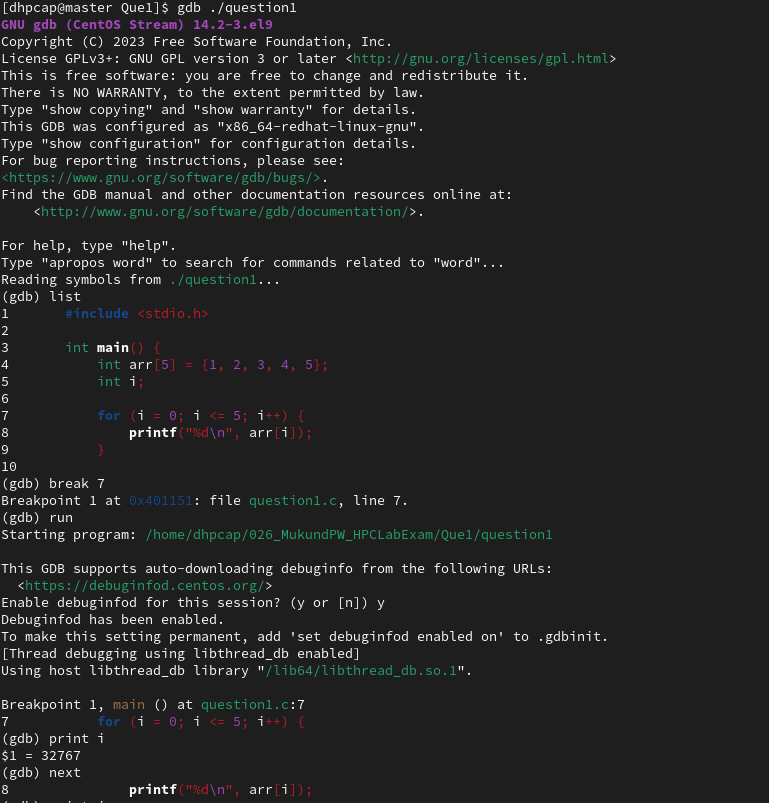 [dhpcap@master Que1]$ gdb ./question1
GNU gdb (CentOS Stream) 14.2-3.el9
Copyright (C) 2023 Free Software Foundation, Inc.
License GPLv3+: GNU GPL version 3 or later <http://gnu.org/licenses/gpl.html>
This is free software: you are free to change and redistribute it.
There is NO WARRANTY, to the extent permitted by law.
Type "show copying" and "show warranty" for details.
This GDB was configured as "x86_64-redhat-linux-gnu".
Type "show configuration" for configuration details.
For bug reporting instructions, please see:
<https://www.gnu.org/software/gdb/bugs/>.
Find the GDB manual and other documentation resources online at:
    <http://www.gnu.org/software/gdb/documentation/>.

For help, type "help".
Type "apropos word" to search for commands related to "word"...
Reading symbols from ./question1...
(gdb) list
1       #include <stdio.h>
2
3       int main() {
4           int arr[5] = {1, 2, 3, 4, 5};
5           int i;
6
7           for (i = 0; i <= 5; i++) {
8               printf("%d\n", arr[i]);
9           }
10
(gdb) break 7
Breakpoint 1 at 0x401151: file question1.c, line 7.
(gdb) run
Starting program: /home/dhpcap/026_MukundPW_HPCLabExam/Que1/question1

This GDB supports auto-downloading debuginfo from the following URLs:
  <https://debuginfod.centos.org/>
Enable debuginfod for this session? (y or [n]) y
Debuginfod has been enabled.
To make this setting permanent, add 'set debuginfod enabled on' to .gdbinit.
[Thread debugging using libthread_db enabled]
Using host libthread_db library "/lib64/libthread_db.so.1".

Breakpoint 1, main () at question1.c:7
7           for (i = 0; i <= 5; i++) {
(gdb) print i
$1 = 32767
(gdb) next
8               printf("%d\n", arr[i]);